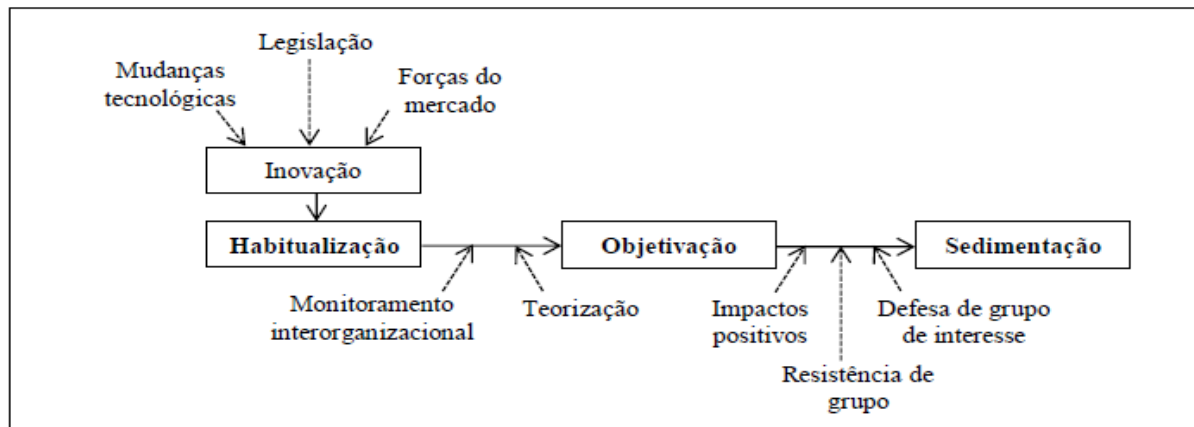 Legislação
Mudanças
tecnológicas
Forças do
mercado
Inovação
Habitualização
Objetivação
Sedimentação
Monitoramento
interorganizacional
Teorização
Impactos
positivos
Defesa de grupo
de interesse
Resistência de
grupo